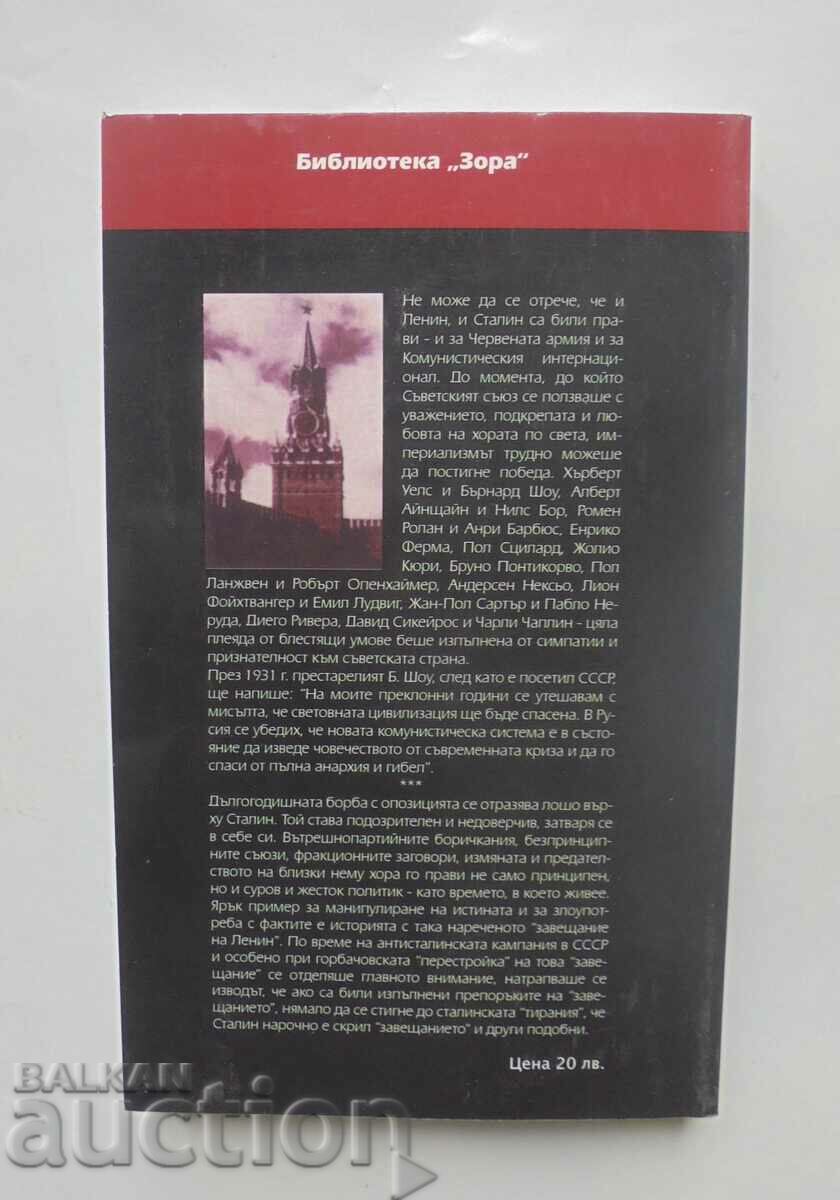 Библиотека „Зора“
Не може да се отрече, че и
Ленин, и Сталин са били пра-
ви - и за Червената армия и за
Комунистическия интернаци-
онал. До момента, до който
Съветският съюз се ползваше с
уважението, подкрепата и лю-
бовта на хората по света, им-
периализмът трудно можеше
да постигне победа. Хърберт
Уелс и Бърнард Шоу, Алберт
Айнщайн и Нилс Бор, Ромен
Ролан и Анри Барбюс, Енрико
Ферма, Пол Сцилард, Жолио
Кюри, Бруно Понтикорво, Пол
Ланжвен и Робърт Опенхаймер, Андерсен Нексьо, Лион
Фойхтвангер и Емил Лудвиг, Жан-Пол Сартър и Пабло Не-
руда, Диего Ривера, Давид Сикейрос и Чарли Чаплин - цяла
плеяда от блестящи умове беше изпълнена от симпатии и
признателност към съветската страна.
През 1931 г. престарелият Б. Шоу, след като е посетил СССР,
ще напише: "На моите преклонни години се утешавам с
мисълта, че световната цивилизация ще бъде спасена. В Ру-
сия се убедих, че новата комунистическа система е в състо-
яние да изведе човечеството от съвременната криза и да го
спаси от пълна анархия и гибел".
***
Дългогодишната борба с опозицията се отразява лошо вър-
ху Сталин. Той става подозрителен и недоверчив, затваря се
в себе си. Вътрешнопартийните боричкания, безпринцип-
ните съюзи, фракционните заговори, измяната и предател-
ството на близки нему хора го прави не само принципен,
но и суров и жесток политик - като времето, в което живее.
Ярък пример за манипулиране на истината и за злоупот-
реба с фактите е историята с така нареченото "завещание
на Ленин". По време на антисталинската кампания в СССР
и особено при горбачовската "перестройка" на това "заве-
щание" се отделяше главното внимание, натрапваше се
изводът, че ако са били изпълнени препоръките на "заве-
щанието", нямало да се стигне до сталинската "тирания", че
Сталин нарочно е скрил "завещанието" и други подобни.
Цена 20 лв.
BALKAN
auction